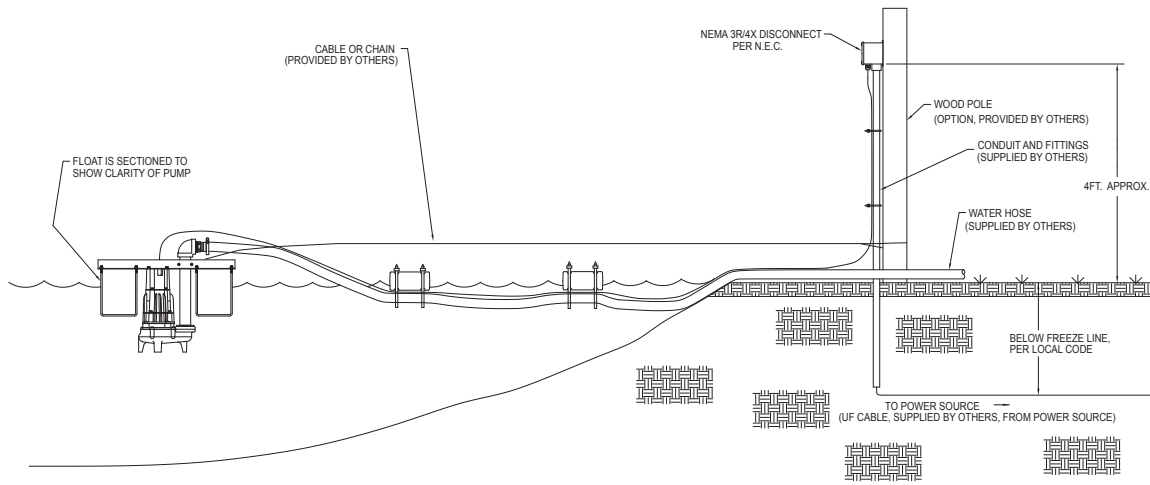 NEMA 3R/4X DISCONNECT
PER N.E.C.
CABLE OR CHAIN
(PROVIDED BY OTHERS)
WOOD POLE
(OPTION, PROVIDED BY OTHERS)
FLOAT IS SECTIONED TO
SHOW CLARITY OF PUMP
CONDUIT AND FITTINGS
(SUPPLIED BY OTHERS)
4FT. APPROX.
WATER HOSE
(SUPPLIED BY OTHERS)
BELOW FREEZE LINE,
PER LOCAL CODE
TO POWER SOURCE
(UF CABLE, SUPPLIED BY OTHERS, FROM POWER SOURCE)